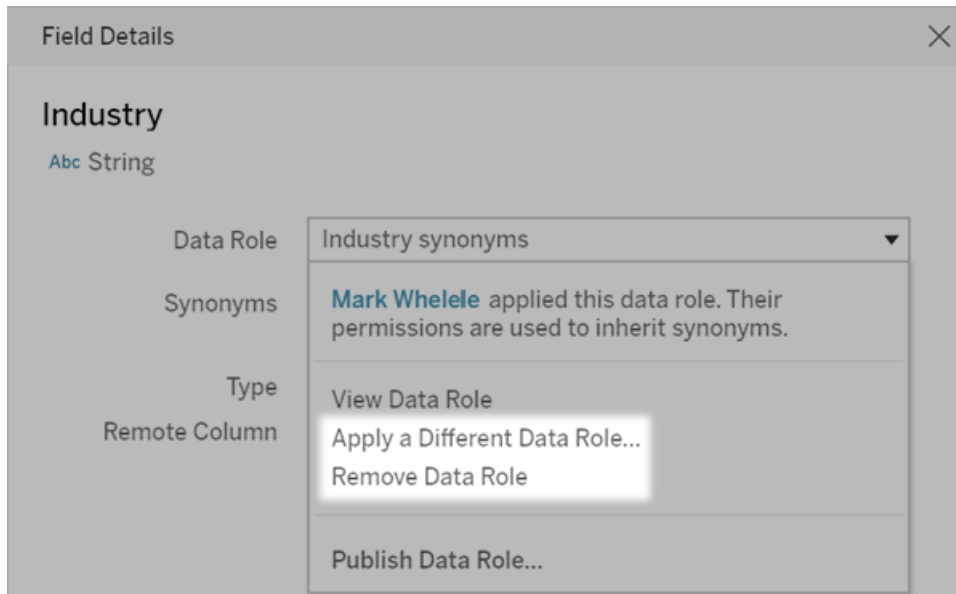 Field Details
Industry
Abc String
Data Role
Industry synonyms
Synonyms
Mark Whelele applied this data role. Their
permissions are used to inherit synonyms.
Type
View Data Role
Remote Column
Apply a Different Data Role...
Remove Data Role
Publish Data Role...